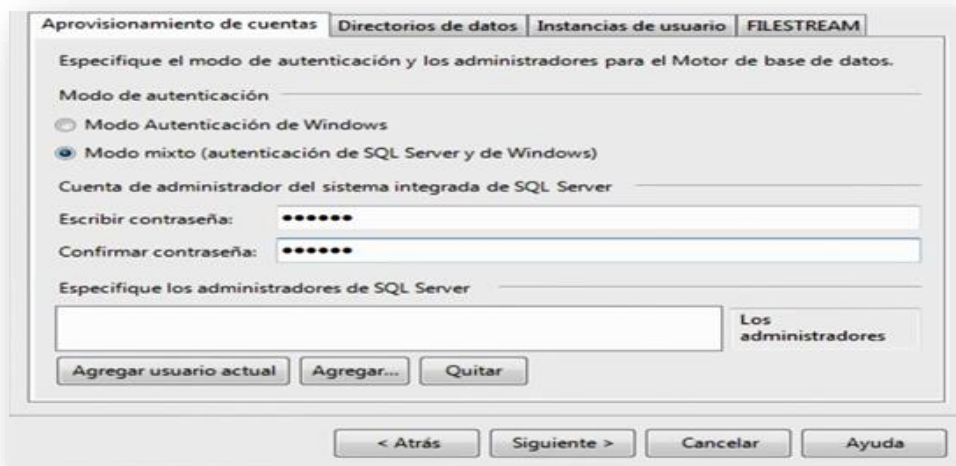 Aprovisionamiento de cuentas Directorios de datos Instancias de usuario FILESTREAM
Especifique el modo de autenticación y los administradores para el Motor de base de datos.
Modo de autenticación
Modo Autenticación de Windows
Modo mixto (autenticación de SQL Server y de Windows)
Cuenta de administrador del sistema integrada de SQL Server
Escribir contraseña: ••••••
Confirmar contraseña: ••••••
Especifique los administradores de SQL Server
Los
administradores
Agregar usuario actual Agregar... Quitar
< Atrás Siguiente > Cancelar Ayuda